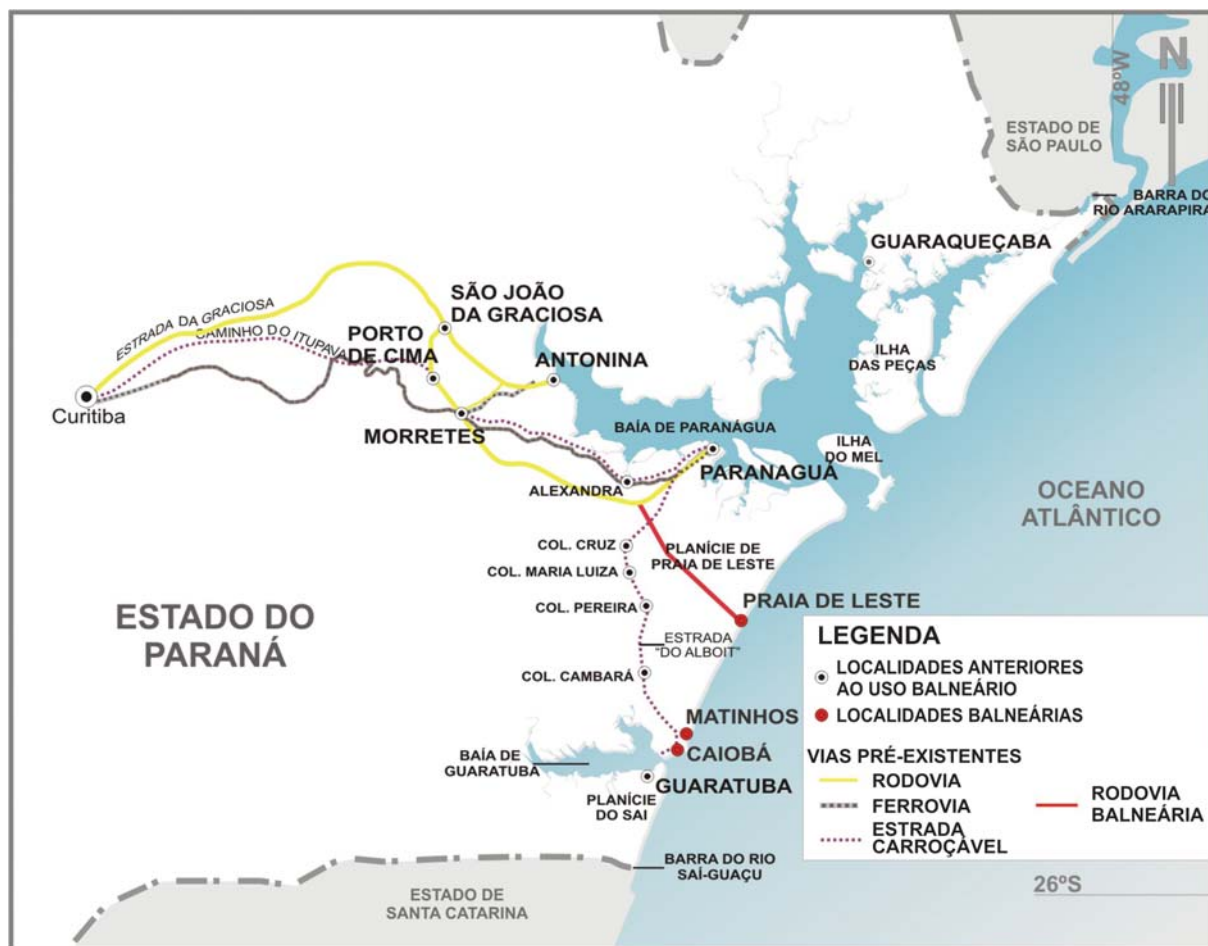 48ºW
N
ESTADO DE
SÃO PAULO
BARRA DO
RIO ARARAPIRA
GUARAQUEÇABA
SÃO JOÃO
DA GRACIOSA
ESTRADA DA GRACIOSA
CAMINHO DO ITUPAVA
PORTO
DE CIMA
ANTONINA
ILHA
DAS PEÇAS
Curitiba
MORRETES
BAÍA DE PARANÁGUA
ILHA
DO MEL
PARANAGUÁ
ALEXANDRA
OCEANO
ATLÂNTICO
COL. CRUZ
PLANÍCIE DE
PRAIA DE LESTE
COL. MARIA LUIZA
COL. PEREIRA
PRAIA DE LESTE
ESTADO DO
PARANÁ
ESTRADA
"DO ALBOIT"
COL. CAMBARÁ
MATINHOS
CAIOBÁ
BAÍA DE
GUARATUBÁ
GUARATUBA
PLANÍCIE
DO SAI
BARRA DO RIO
SAÍ-GUAÇU
ESTADO DE
SANTA CATARINA
LEGENDA
LOCALIDADES ANTERIORES
AO USO BALNEÁRIO
LOCALIDADES BALNEÁRIAS
VIAS PRÉ-EXISTENTES
RODOVIA
FERROVIA
ESTRADA
CARROÇÁVEL
RODOVIA
BALNEÁRIA
26ºS